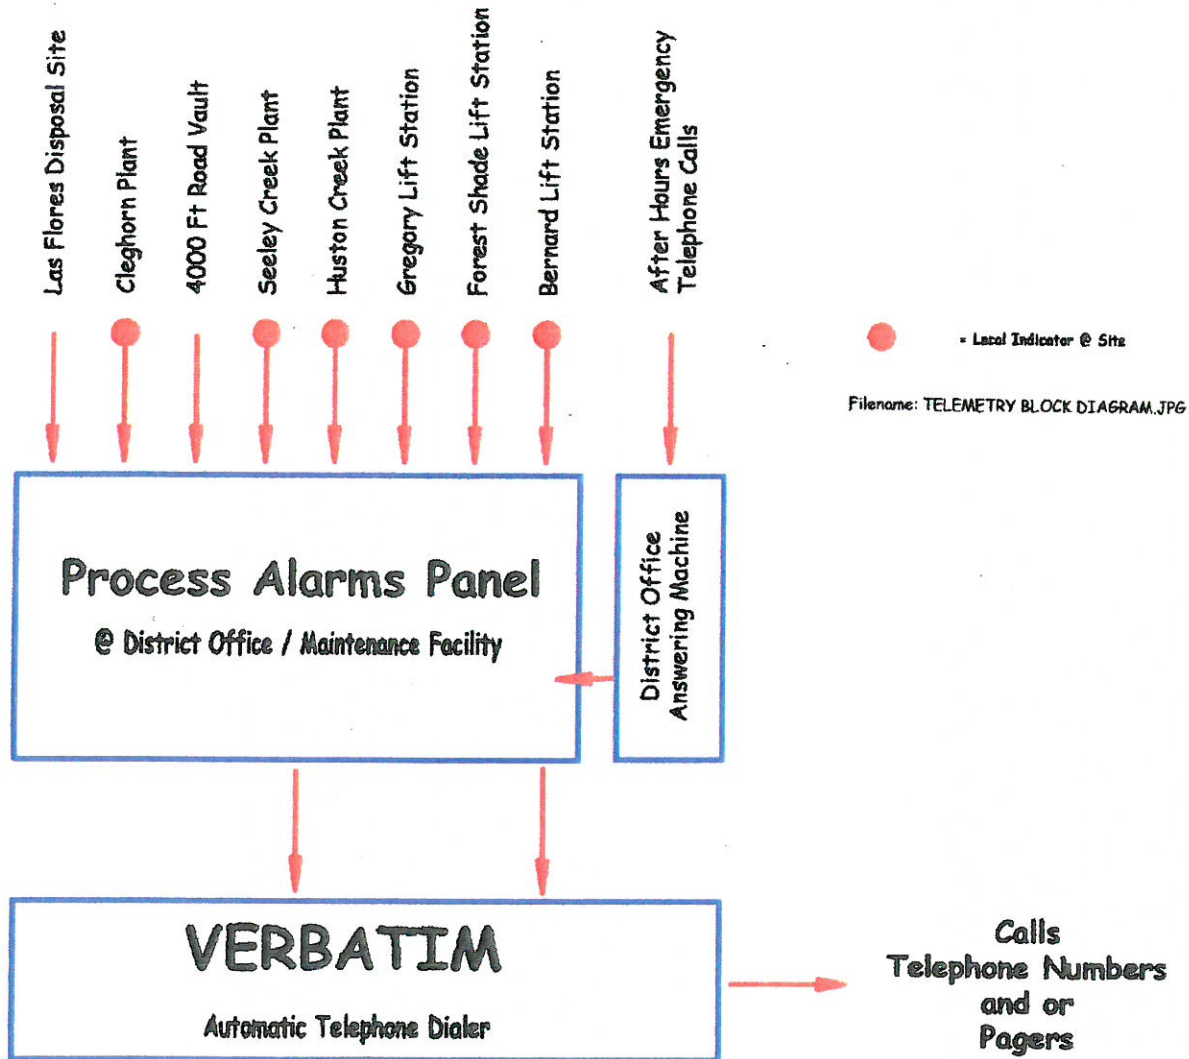 Las Flores Disposal Site
Cleghorn Plant
4000 Ft Road Vault
Seeley Creek Plant
Huston Creek Plant
Gregory Lift Station
Forest Shade Lift Station
Bernard Lift Station
After Hours Emergency
Telephone Calls
= Local Indicator @ Site
Filename: TELEMETRY BLOCK DIAGRAM.JPG
Process Alarms Panel
@ District Office / Maintenance Facility
District Office
Answering Machine
VERBATIM
Automatic Telephone Dialer
Calls
Telephone Numbers
and or
Pagers